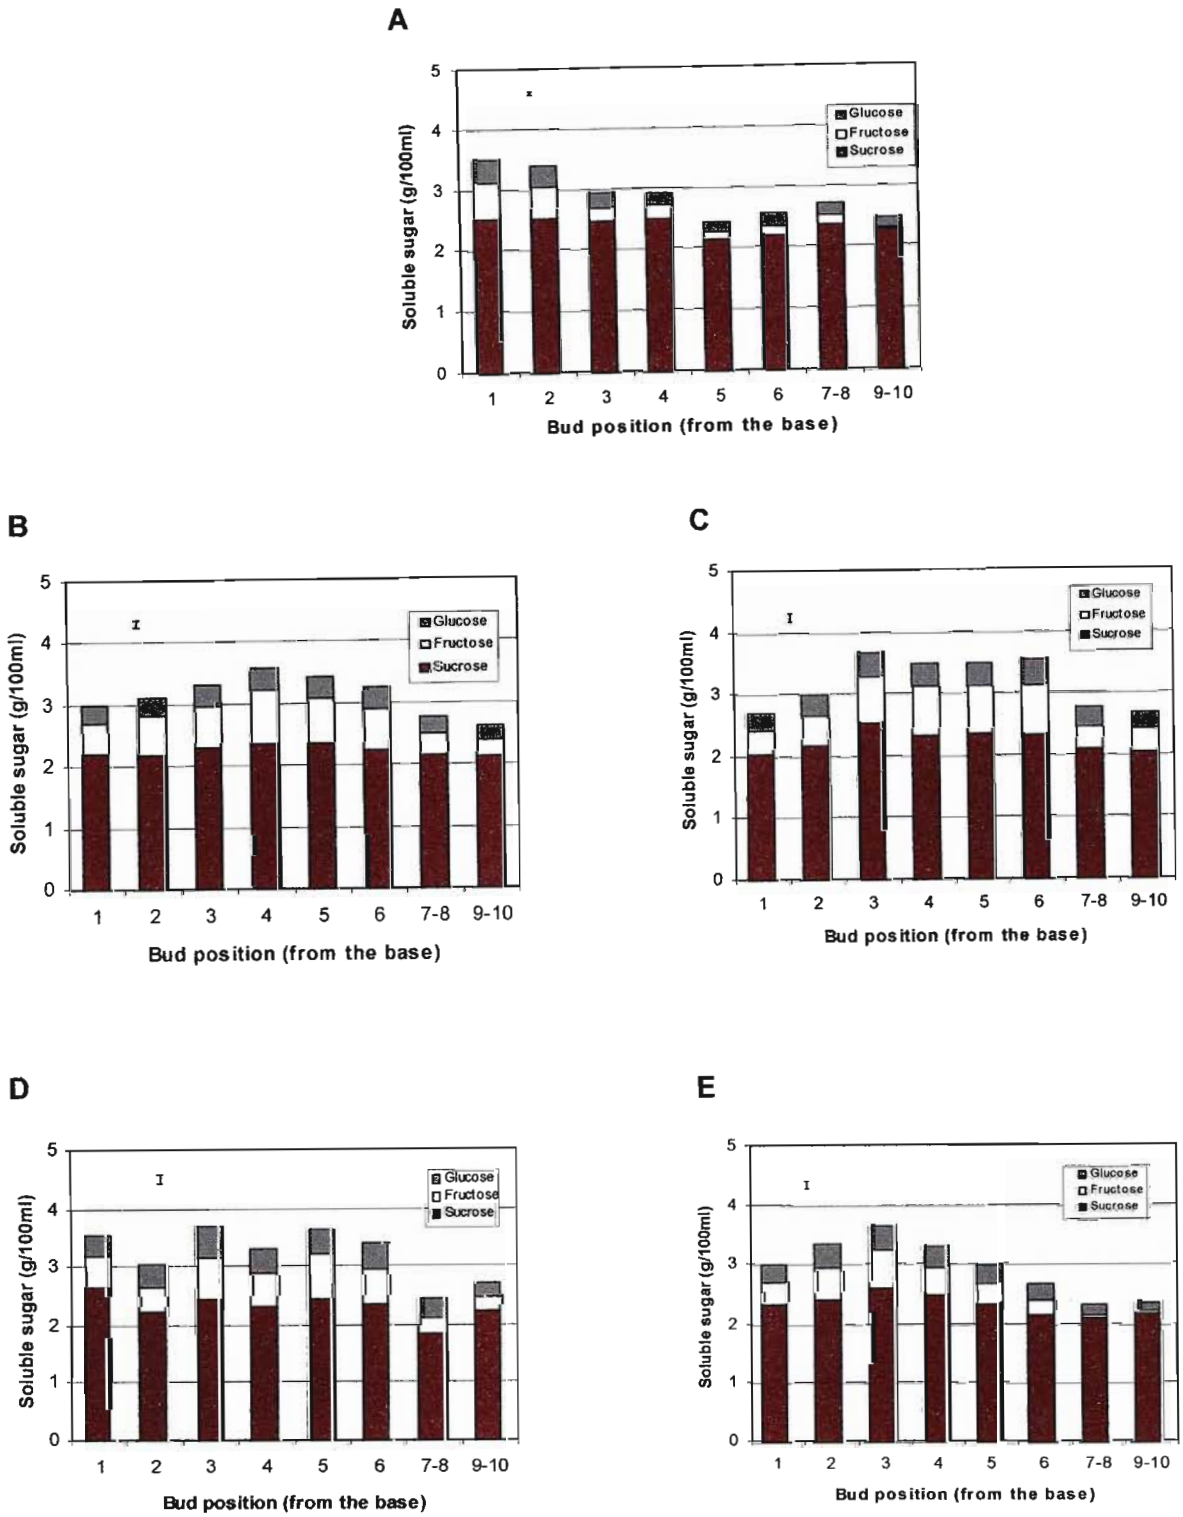 A
5
4
3
2
1
0
Soluble sugar (g/100ml)
Glucose
Fructose
Sucrose
1 2 3 4 5 6 7-8 9-10
Bud position (from the base)
B
5
4
3
2
1
0
Soluble sugar (g/100ml)
Glucose
Fructose
Sucrose
1 2 3 4 5 6 7-8 9-10
Bud position (from the base)
C
5
4
3
2
1
0
Soluble sugar (g/100ml)
Glucose
Fructose
Sucrose
1 2 3 4 5 6 7-8 9-10
Bud position (from the base)
D
5
4
3
2
1
0
Soluble sugar (g/100ml)
Glucose
Fructose
Sucrose
1 2 3 4 5 6 7-8 9-10
Bud position (from the base)
E
5
4
3
2
1
0
Soluble sugar (g/100ml)
Glucose
Fructose
Sucrose
1 2 3 4 5 6 7-8 9-10
Bud position (from the base)